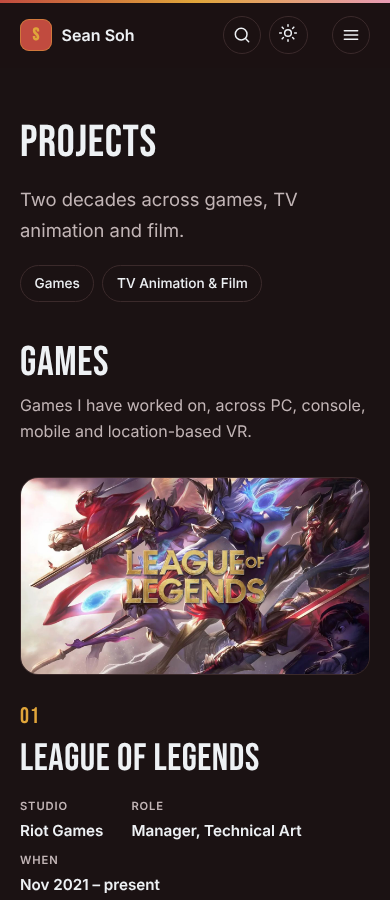 S
Sean Soh
PROJECTS
Two decades across games, TV
animation and film.
Games
TV Animation & Film
GAMES
Games I have worked on, across PC, console,
mobile and location-based VR.
LEAGUE OF
LEGENDS
01
LEAGUE OF LEGENDS
STUDIO
Riot Games
ROLE
Manager, Technical Art
WHEN
Nov 2021 – present